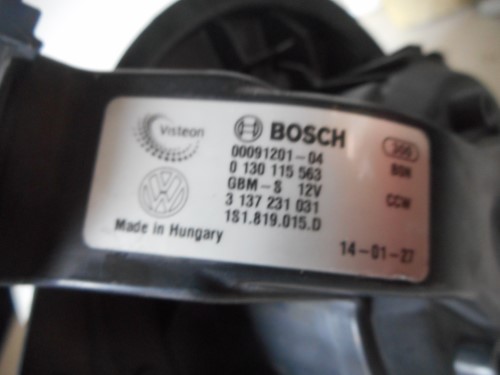 Visteon
BOSCH
00091201-04
0 130 115 563
GBM-S 12V
3 137 231 031
1S1.819.015.D
Made in Hungary
CCW
14-01-27